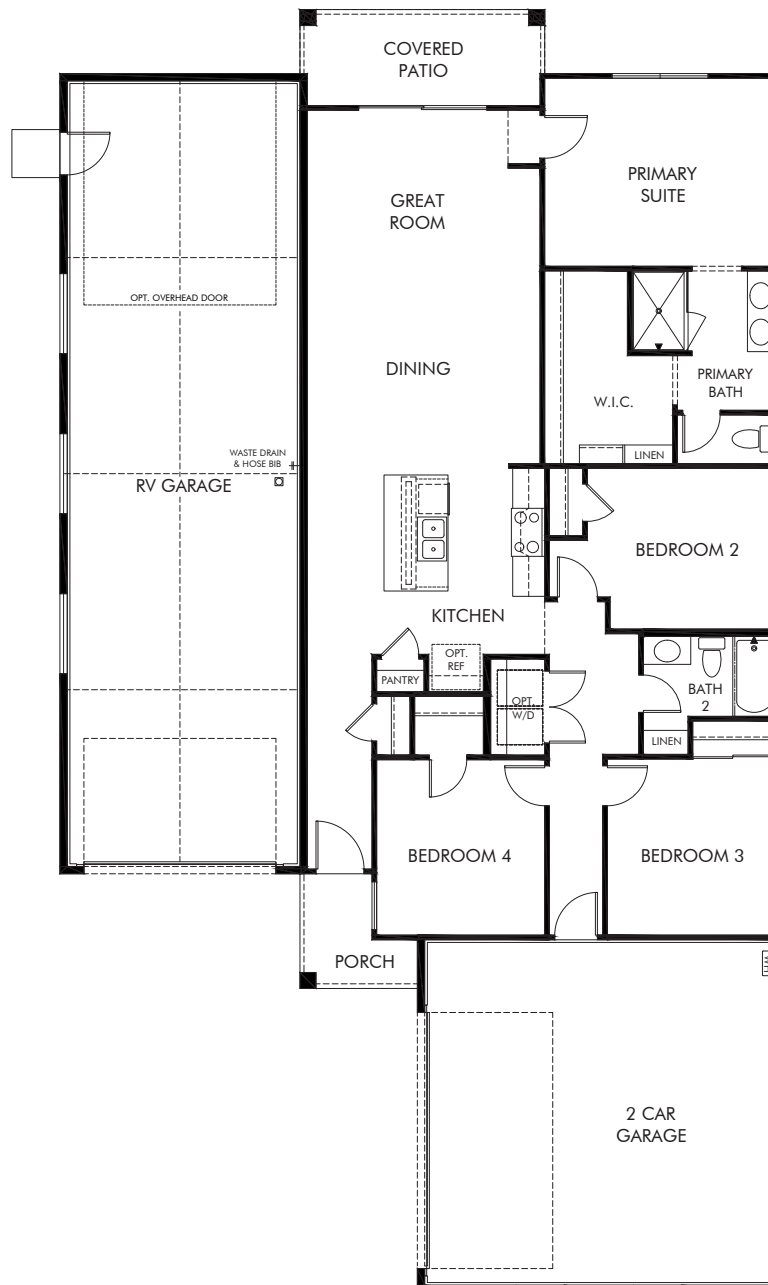 COVERED
PATIO
PRIMARY
SUITE
GREAT
ROOM
OPT. OVERHEAD DOOR
DINING
PRIMARY
BATH
W.I.C.
WASTE DRAIN
& HOSE BIB
LINEN
RV GARAGE
BEDROOM 2
KITCHEN
OPT.
REF
PANTRY
BATH
2
OPT.
W/D
LINEN
BEDROOM 4
BEDROOM 3
PORCH
2 CAR
GARAGE